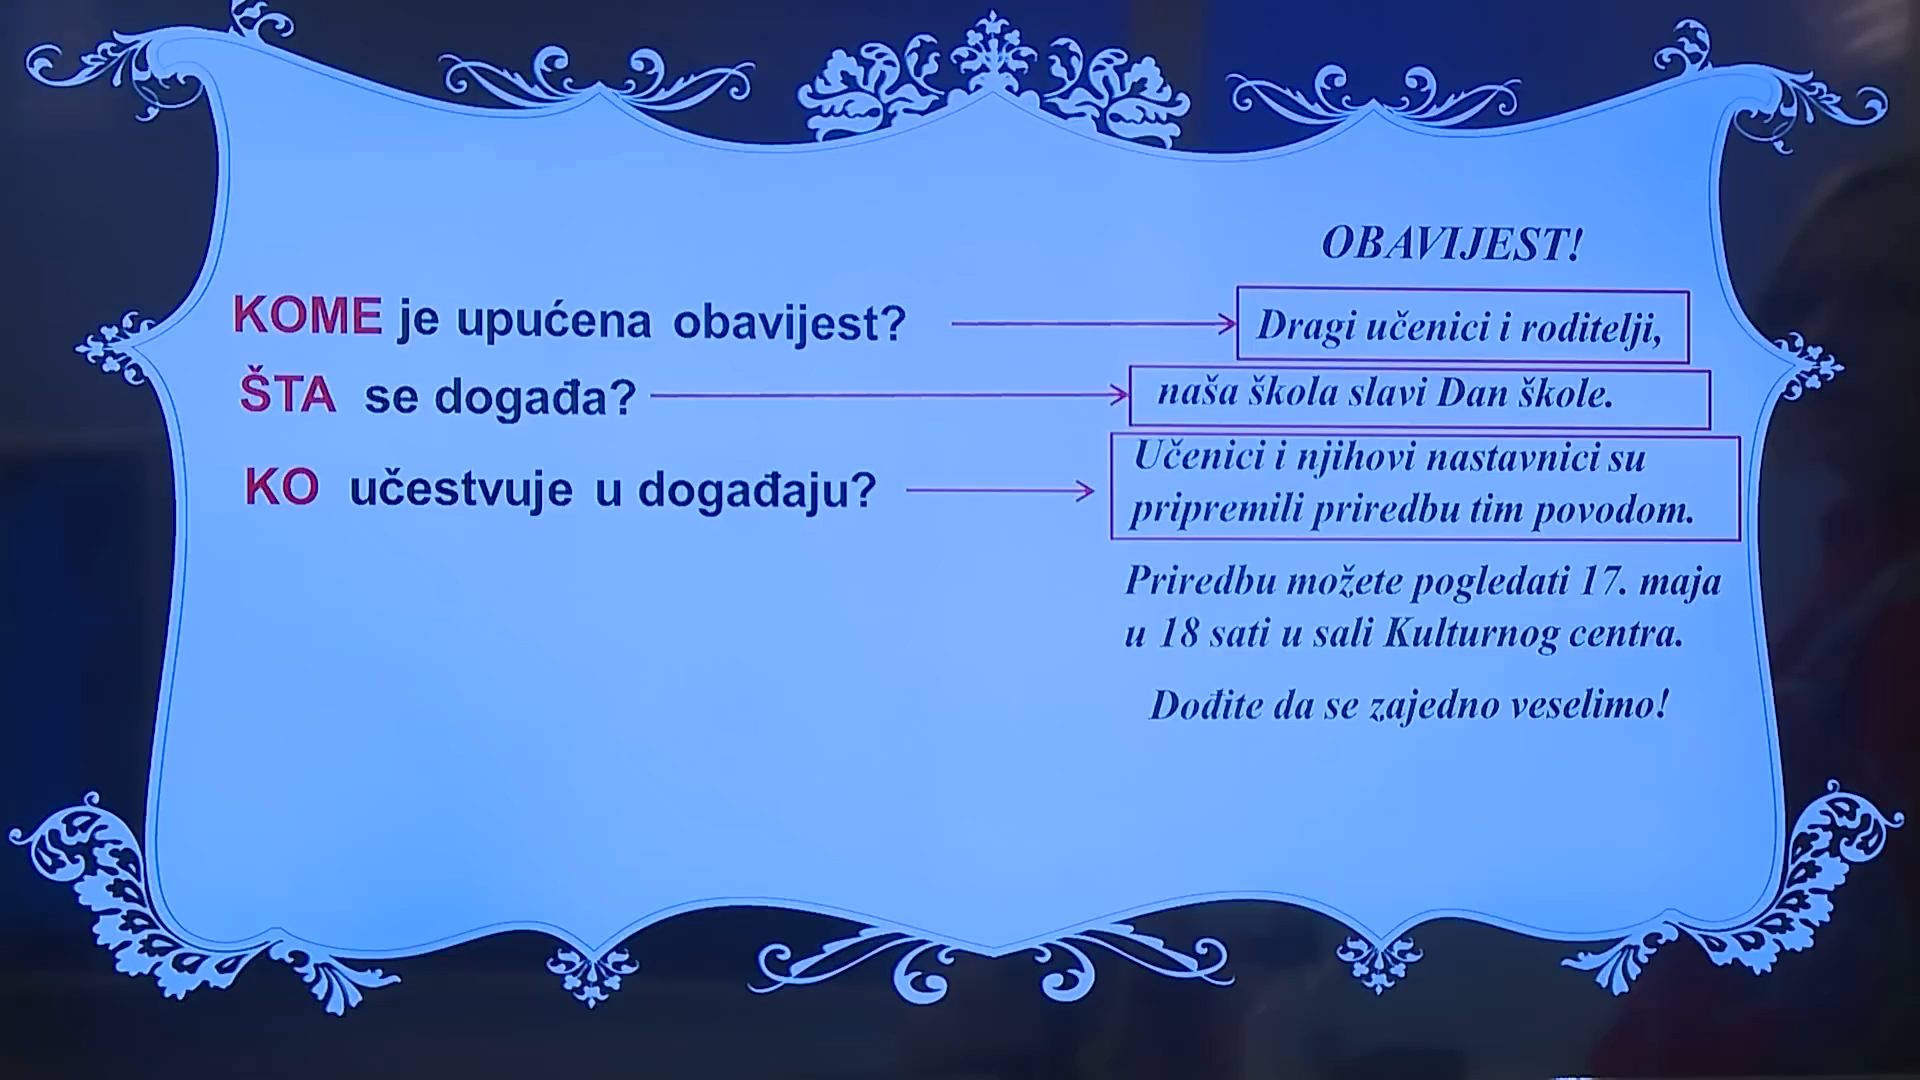 OBAVIJEST!
KOME je upućena obavijest?
Dragi učenici i roditelji,
ŠTA se događa?
naša škola slavi Dan škole.
KO učestvuje u događaju?
Učenici i njihovi nastavnici su
pripremili priredbu tim povodom.
Priredbu možete pogledati 17. maja
u 18 sati u sali Kulturnog centra.
Dođite da se zajedno veselimo!